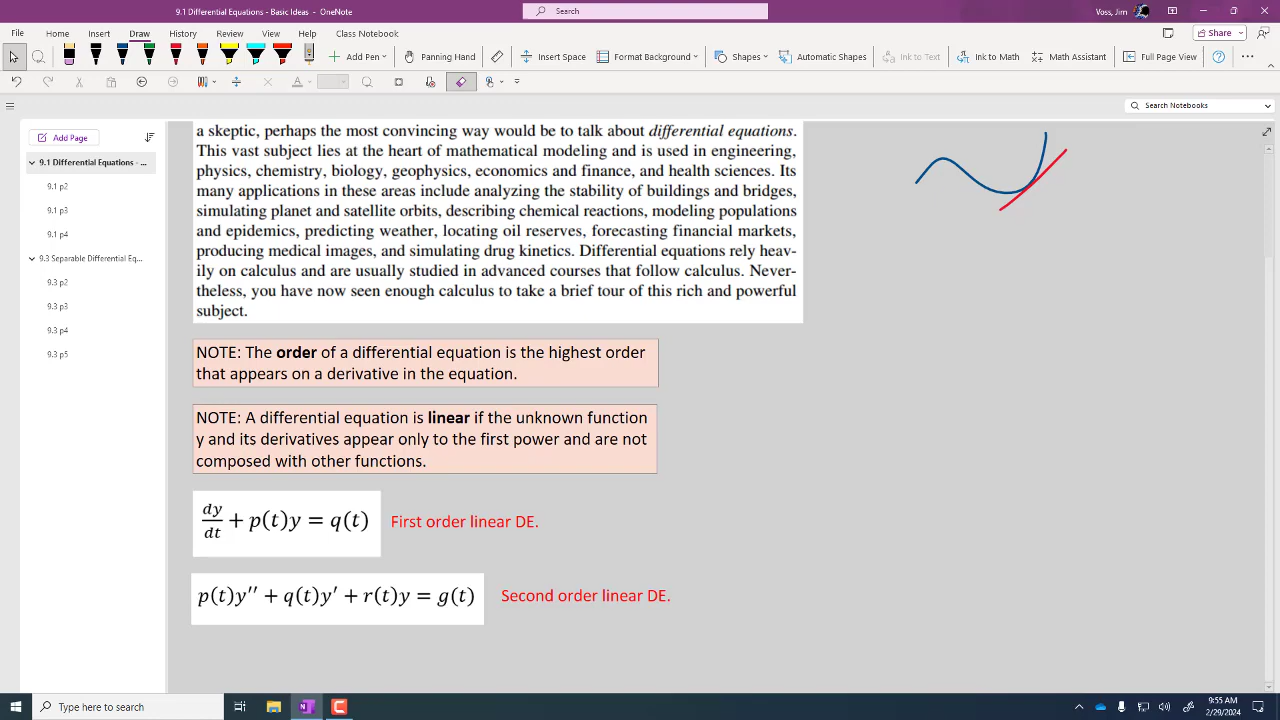 9.1 Differential Equations - Basic Ideas - OneNote
Search
Voss, Jim
File Home Insert Draw History Review View Help Class Notebook
Share
Add Pen
Panning Hand
Insert Space
Format Background
Shapes
Automatic Shapes
Ink to Text
Ink to Math
Math Assistant
Full Page View
Search Notebooks
Add Page
9.1 Differential Equations - ...
9.1 p2
9.1 p3
9.1 p4
9.3 Separable Differential Eq...
9.3 p2
9.3 p3
9.3 p4
9.3 p5
a skeptic, perhaps the most convincing way would be to talk about differential equations.
This vast subject lies at the heart of mathematical modeling and is used in engineering,
physics, chemistry, biology, geophysics, economics and finance, and health sciences. Its
many applications in these areas include analyzing the stability of buildings and bridges,
simulating planet and satellite orbits, describing chemical reactions, modeling populations
and epidemics, predicting weather, locating oil reserves, forecasting financial markets,
producing medical images, and simulating drug kinetics. Differential equations rely heav-
ily on calculus and are usually studied in advanced courses that follow calculus. Never-
theless, you have now seen enough calculus to take a brief tour of this rich and powerful
subject.
NOTE: The order of a differential equation is the highest order
that appears on a derivative in the equation.
NOTE: A differential equation is linear if the unknown function
y and its derivatives appear only to the first power and are not
composed with other functions.
dy/dt + p(t)y = q(t) First order linear DE.
p(t)y′′ + q(t)y′ + r(t)y = g(t) Second order linear DE.
Type here to search
9:55 AM
2/29/2024